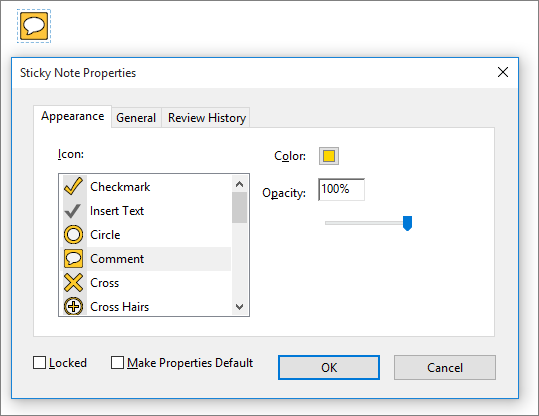 Sticky Note Properties
Appearance
General
Review History
Icon:
Color:
Checkmark
Opacity:
100%
Insert Text
Circle
Comment
Cross
Cross Hairs
Locked
Make Properties Default
OK
Cancel